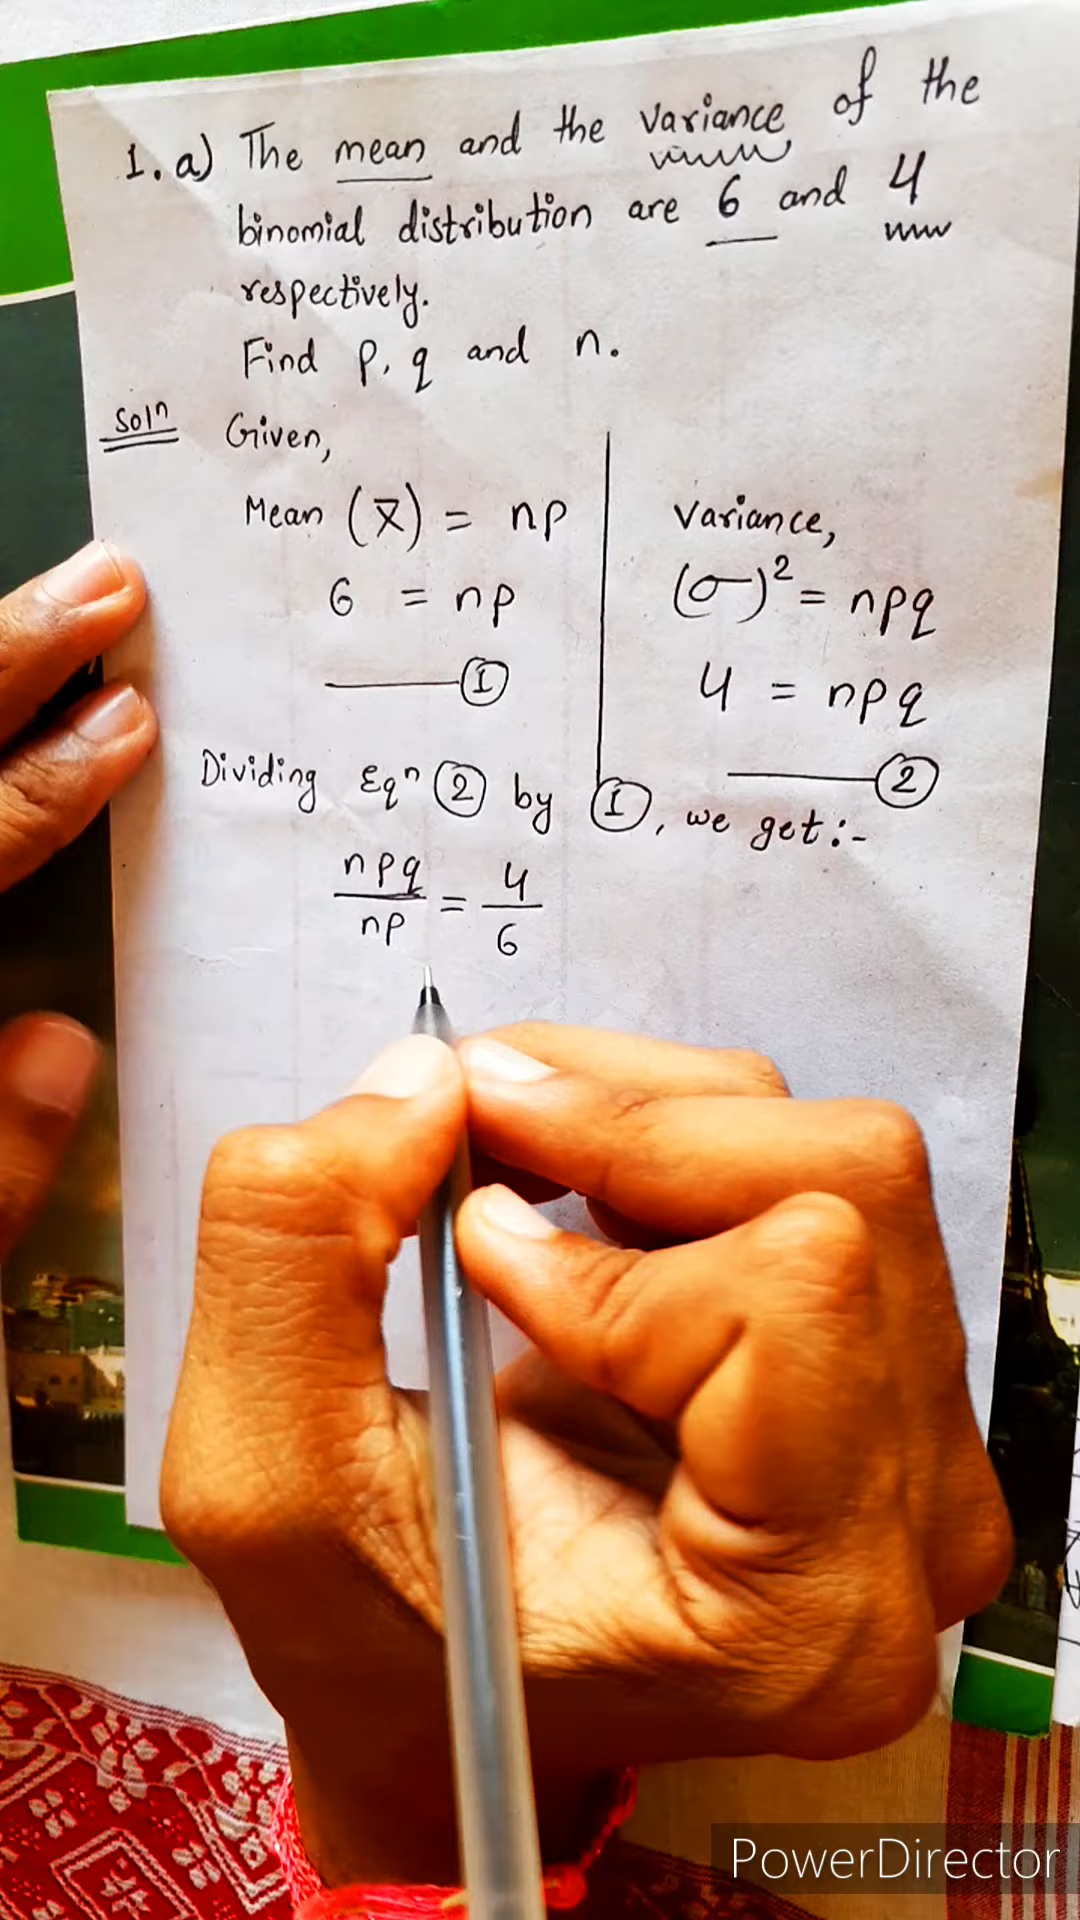 1. a) The mean and the variance of the
binomial distribution are 6 and 4
respectively.
Find p, q and n.
Solⁿ Given,
Mean (x̄) = np
6 = np
———①
Variance,
(σ)² = npq
4 = npq
———②
Dividing Eqⁿ ② by ①, we get:-
npq/np = 4/6
PowerDirector